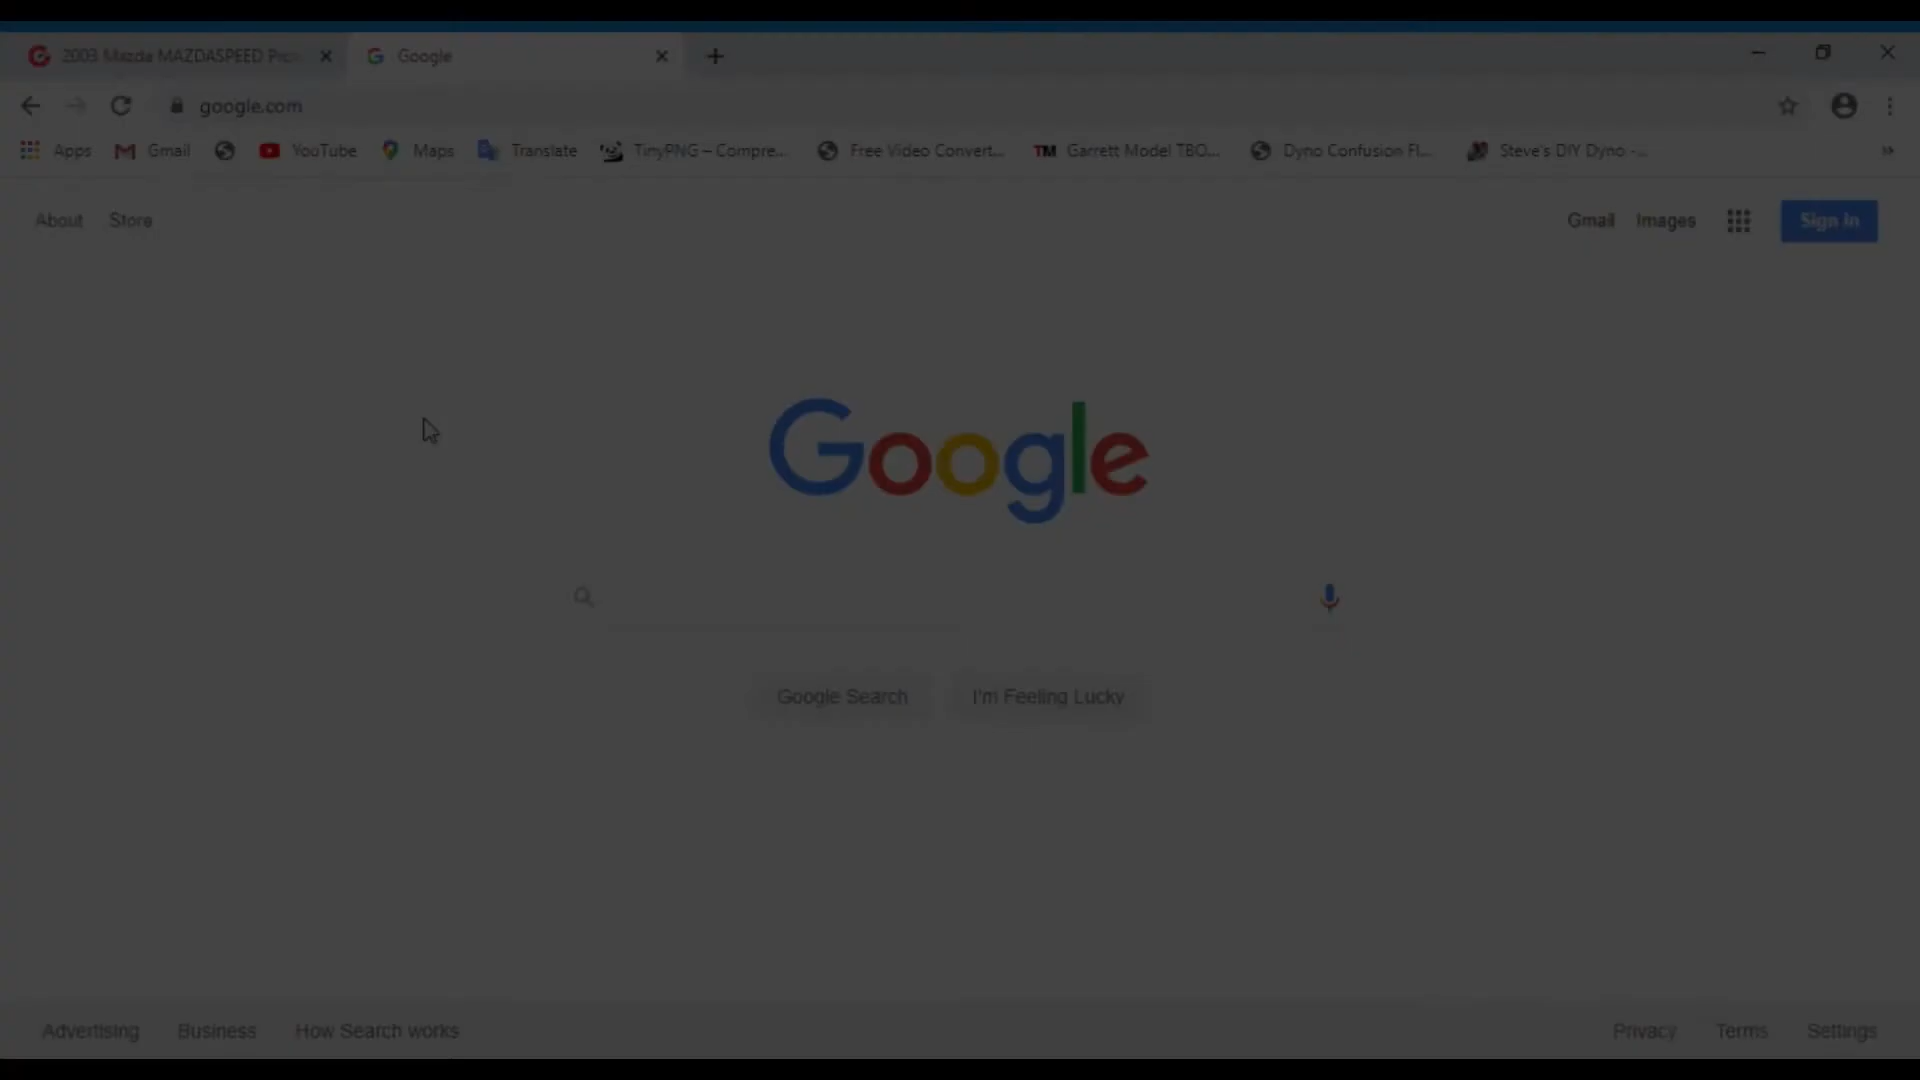 2003 Mazda MAZDASPEED Google
google.com
Apps Gmail YouTube Maps Translate TinyPNG – Compre... Free Video Convert... TM Garrett Model TBO... Dyno Confusion Fl... Steve's DIY Dyno -...
About Store Gmail Images Sign in
Google
Google Search I'm Feeling Lucky
Advertising Business How Search works Privacy Terms Settings